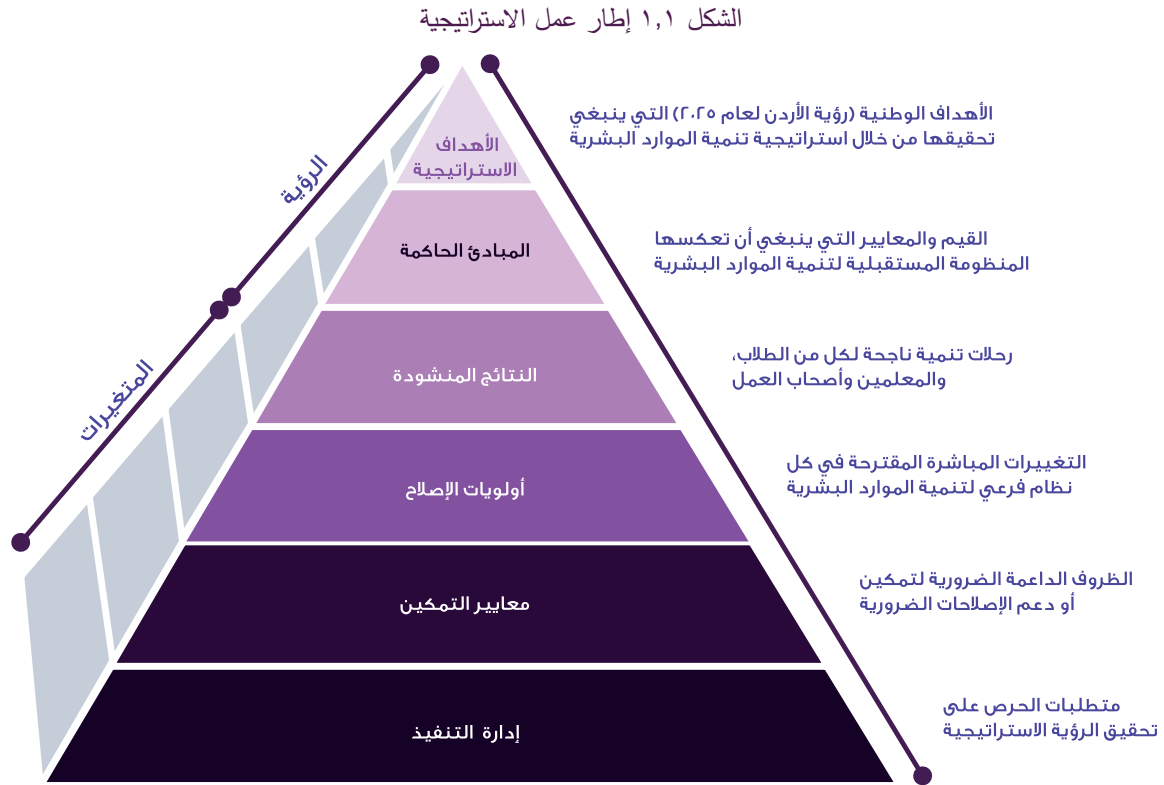 الشكل ١,١ إطار عمل الاستراتيجية
الأهداف الوطنية (رؤية الأردن لعام ٢٠٢٥) التي ينبغي
تحقيقها من خلال استراتيجية تنمية الموارد البشرية
الأهداف
الاستراتيجية
الرؤية
القيم والمعايير التي ينبغي أن تعكسها
المنظومة المستقبلية لتنمية الموارد البشرية
المبادئ الحاكمة
رحلات تنمية ناجحة لكل من الطلاب،
والمعلمين وأصحاب العمل
النتائج المنشودة
المتغيرات
التغييرات المباشرة المقترحة في كل
نظام فرعي لتنمية الموارد البشرية
أولويات الإصلاح
الظروف الداعمة الضرورية لتمكين
أو دعم الإصلاحات الضرورية
معايير التمكين
متطلبات الحرص على
تحقيق الرؤية الاستراتيجية
إدارة التنفيذ